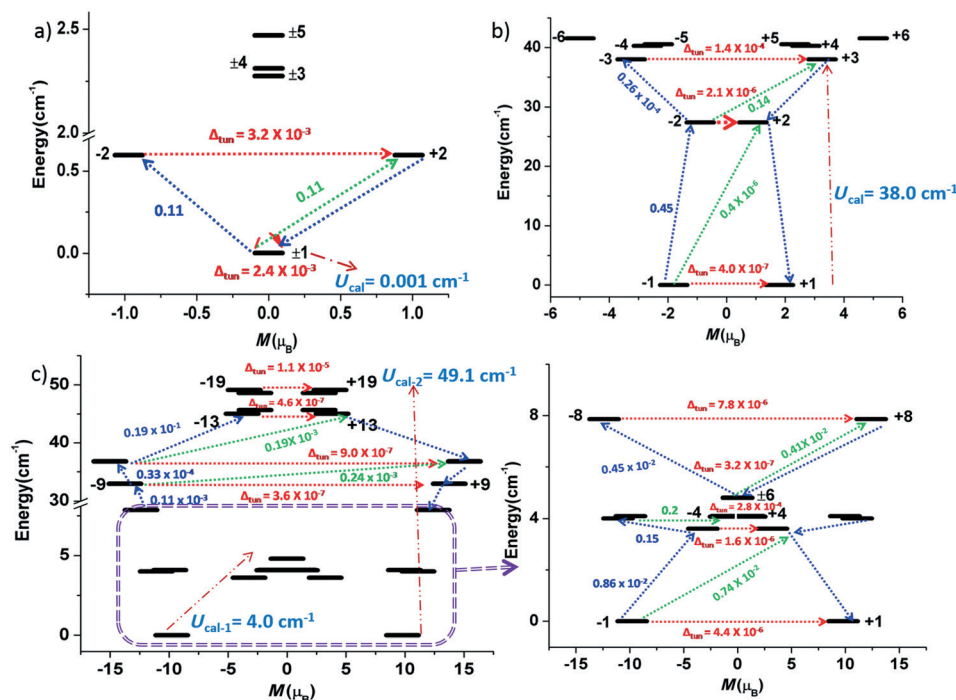 a)
Energy(cm⁻¹)
2.5
2.0
0.5
0.0
±5
±4
±3
Δtun = 3.2 X 10⁻³
-2
+2
0.11
0.11
±1
Δtun = 2.4 X 10⁻³
Ucal= 0.001 cm⁻¹
-1.0 -0.5 0.0 0.5 1.0
M(μB)
b)
Energy(cm⁻¹)
40
30
20
10
0
-6
-5
+5
+6
-4
+4
Δtun = 1.4 X 10⁻⁴
-3
+3
0.26 x 10⁻⁴
Δtun = 2.1 X 10⁻⁶
0.14
-2
+2
0.45
0.4 X 10⁻⁶
Ucal= 38.0 cm⁻¹
Δtun = 4.0 X 10⁻⁷
-1
+1
-6 -4 -2 0 2 4 6
M (μB)
c)
Energy(cm⁻¹)
50
40
30
5
0
Δtun = 1.1 X 10⁻⁵
Ucal-2= 49.1 cm⁻¹
-19
+19
Δtun = 4.6 X 10⁻⁷
-13
+13
0.19 x 10⁻¹
0.19X 10⁻³
Δtun = 9.0 X 10⁻⁷
0.33 x 10⁻⁴
0.24 X 10⁻³
-9
+9
0.11 x 10⁻³
Δtun = 3.6 X 10⁻⁷
Ucal-1= 4.0 cm⁻¹
-15 -10 -5 0 5 10 15
M(μB)
Energy(cm⁻¹)
8
4
0
-8
+8
Δtun = 7.8 X 10⁻⁶
0.45 x 10⁻²
0.41X 10⁻²
Δtun = 3.2 X 10⁻⁷
±6
0.2
-4
+4
Δtun = 2.8 X 10⁻⁴
0.15
Δtun = 1.6 X 10⁻⁶
0.86 x 10⁻²
0.74 X 10⁻²
-1
+1
Δtun = 4.4 X 10⁻⁶
-15 -10 -5 0 5 10 15
M(μB)